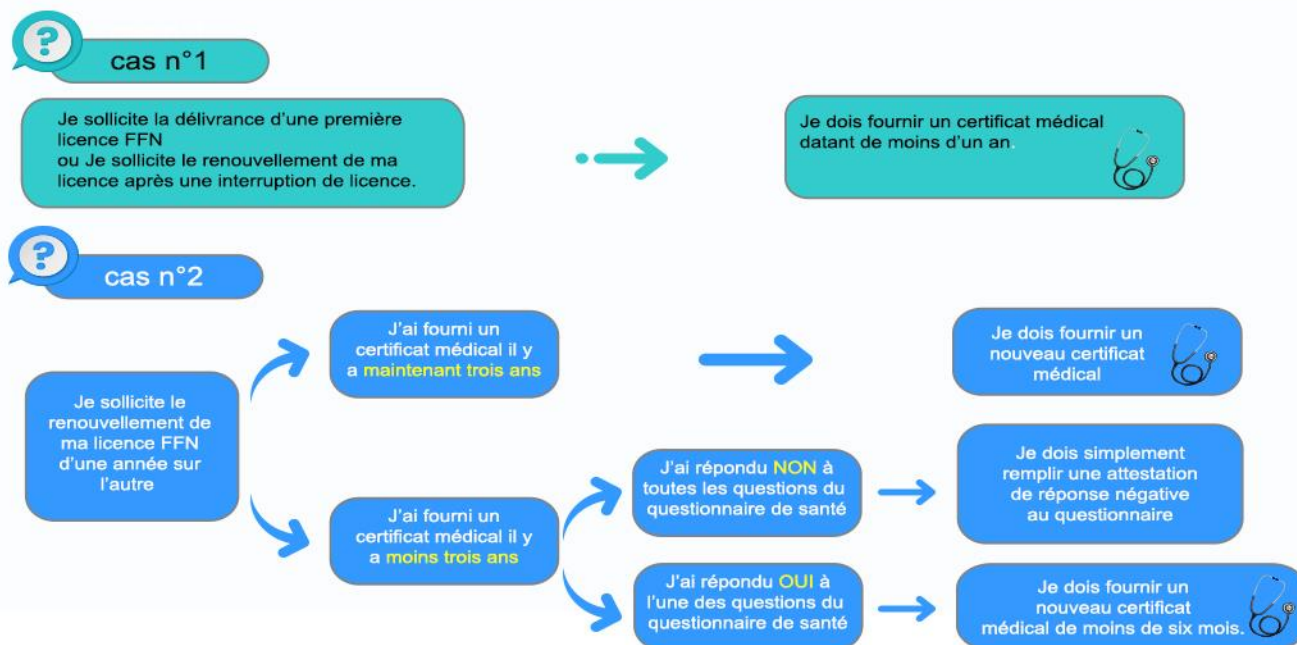 ?
cas n°1
Je sollicite la délivrance d'une première
licence FFN
ou Je sollicite le renouvellement de ma
licence après une interruption de licence.
Je dois fournir un certificat médical
datant de moins d'un an.
?
cas n°2
Je sollicite le
renouvellement de
ma licence FFN
d'une année sur
l'autre
J'ai fourni un
certificat médical il y
a maintenant trois ans
Je dois fournir un
nouveau certificat
médical
J'ai fourni un
certificat médical il y
a moins trois ans
J'ai répondu NON à
toutes les questions du
questionnaire de santé
Je dois simplement
remplir une attestation
de réponse négative
au questionnaire
J'ai répondu OUI à
l'une des questions du
questionnaire de santé
Je dois fournir un
nouveau certificat
médical de moins de six mois.